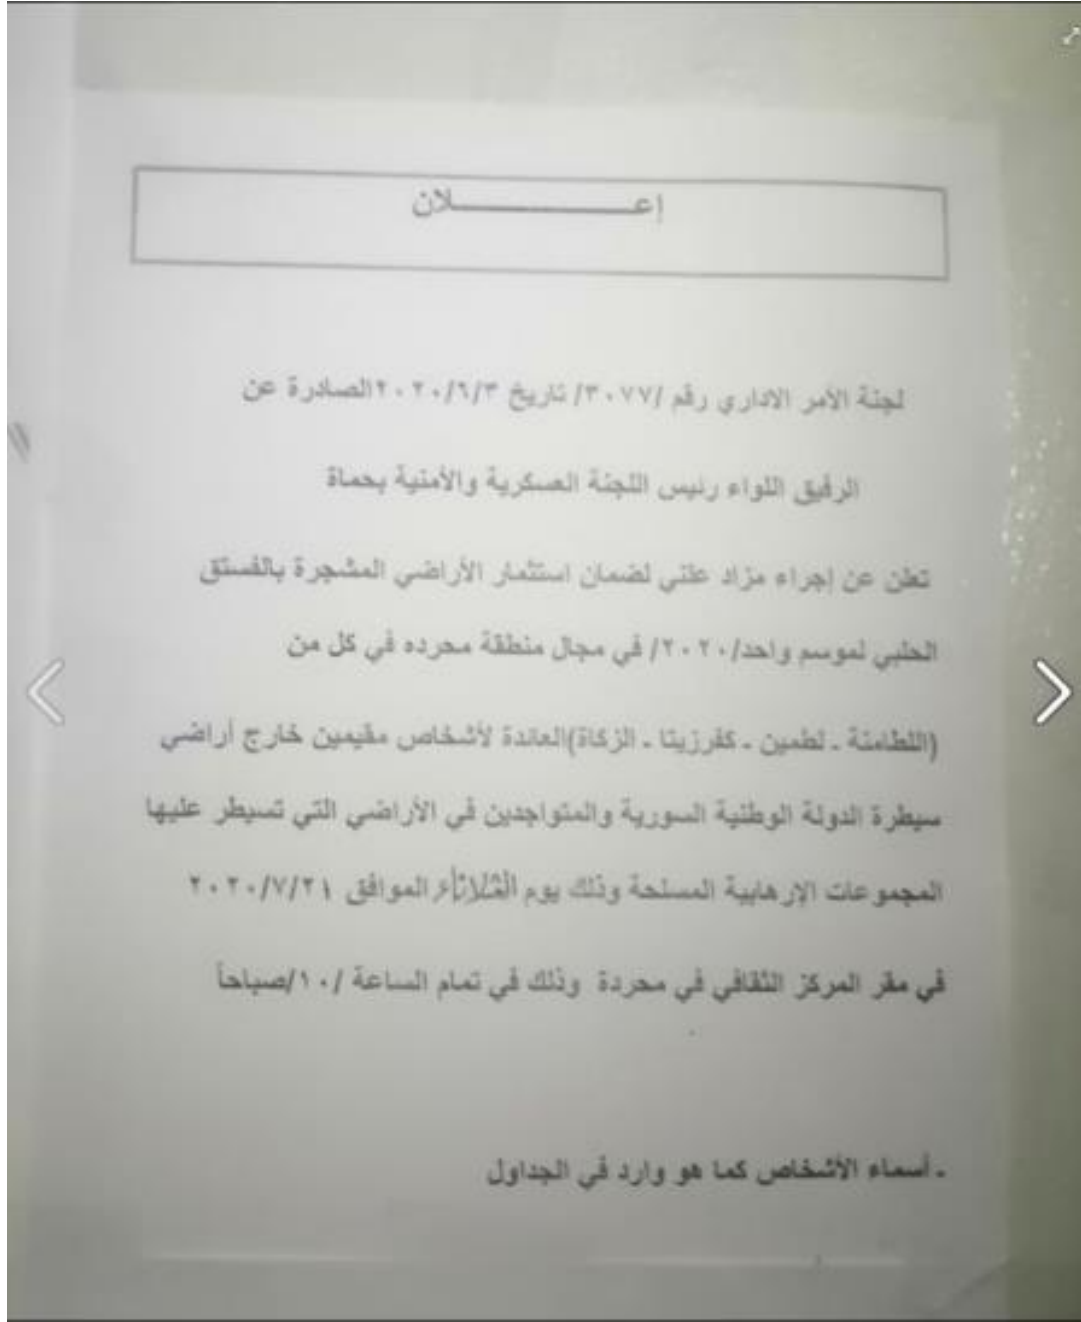 إعـــــــــــــلان
لجنة الأمر الاداري رقم /٣٠٧٧/ تاريخ ٢٠٢٠/٦/٣الصادرة عن
الرفيق اللواء رئيس اللجنة العسكرية والأمنية بحماة
تعلن عن إجراء مزاد علني لضمان استثمار الأراضي المشجرة بالفستق
الحلبي لموسم واحد/٢٠٢٠/ في مجال منطقة محرده في كل من
(اللطامنة ـ لطمين ـ كفرزيتا ـ الزكاة)العائدة لأشخاص مقيمين خارج أراضي
سيطرة الدولة الوطنية السورية والمتواجدين في الأراضي التي تسيطر عليها
المجموعات الإرهابية المسلحة وذلك يوم الثلاثاء الموافق ٢٠٢٠/٧/٢١
في مقر المركز الثقافي في محردة وذلك في تمام الساعة /١٠/صباحاً
ـ أسماء الأشخاص كما هو وارد في الجداول